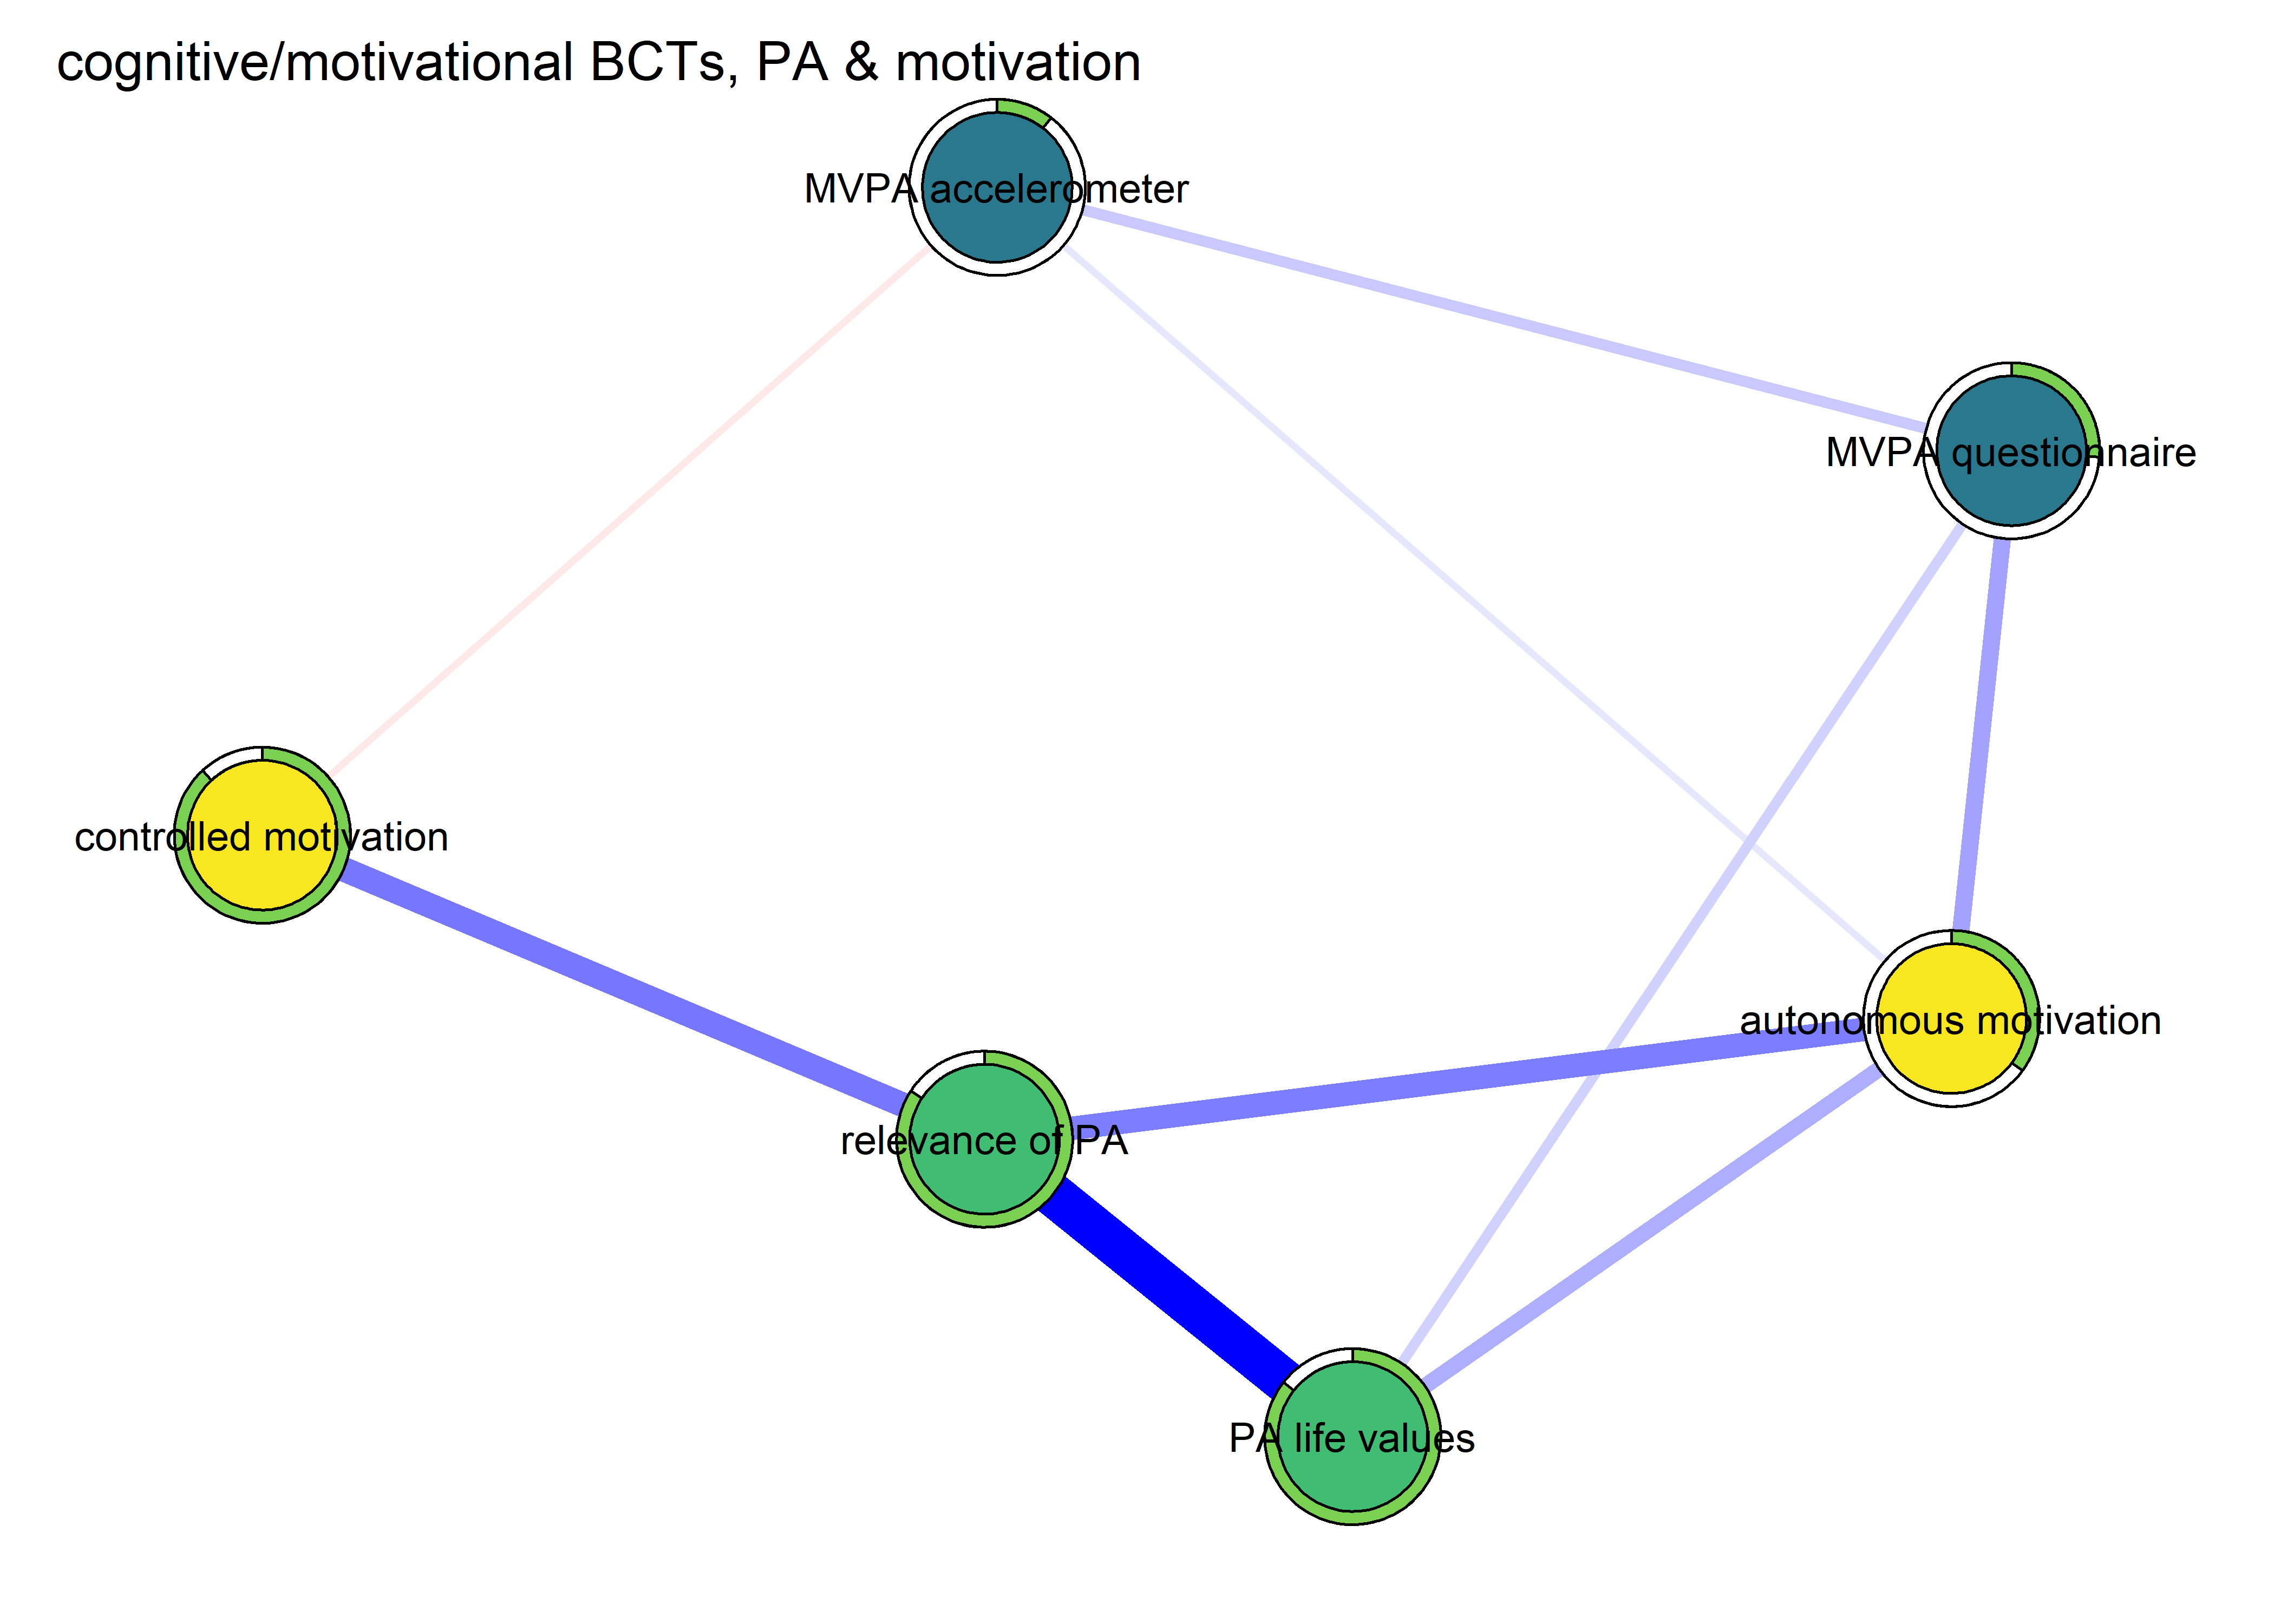 cognitive/motivational BCTs, PA & motivation
MVPA accelerometer
MVPA questionnaire
controlled motivation
autonomous motivation
relevance of PA
PA life values